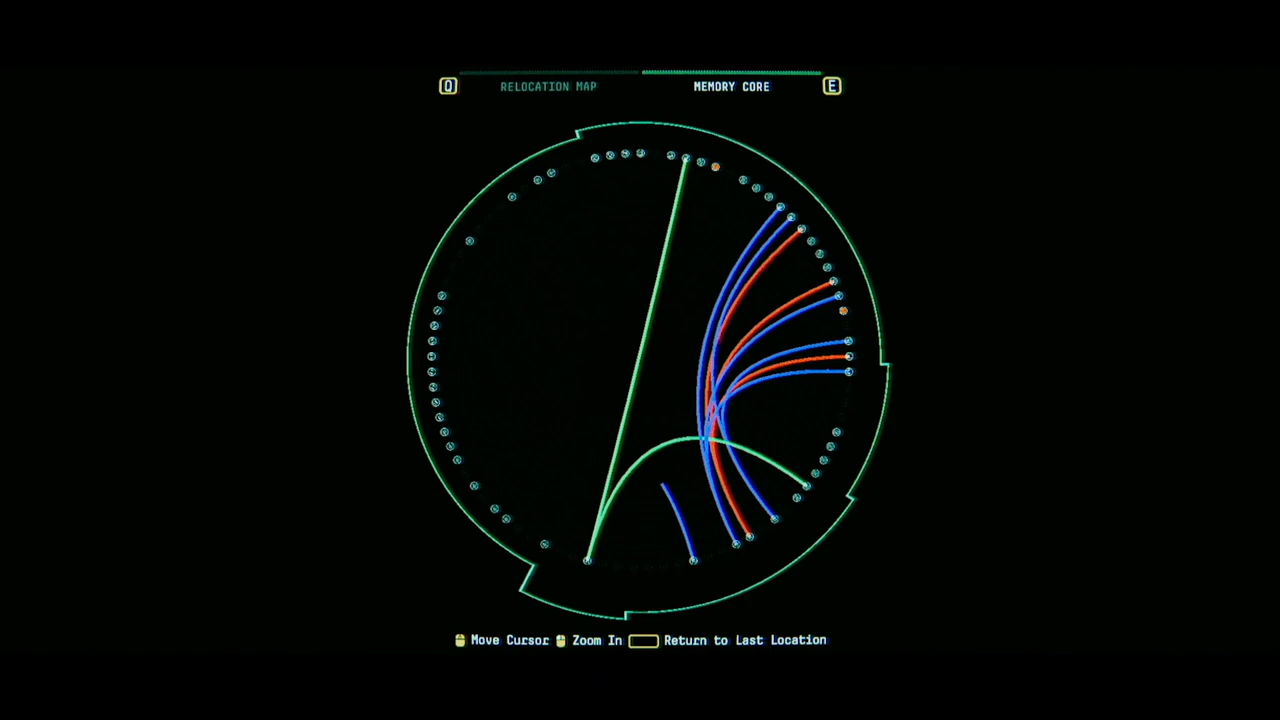 Q RELOCATION MAP MEMORY CORE E
Move Cursor Zoom In Return to Last Location